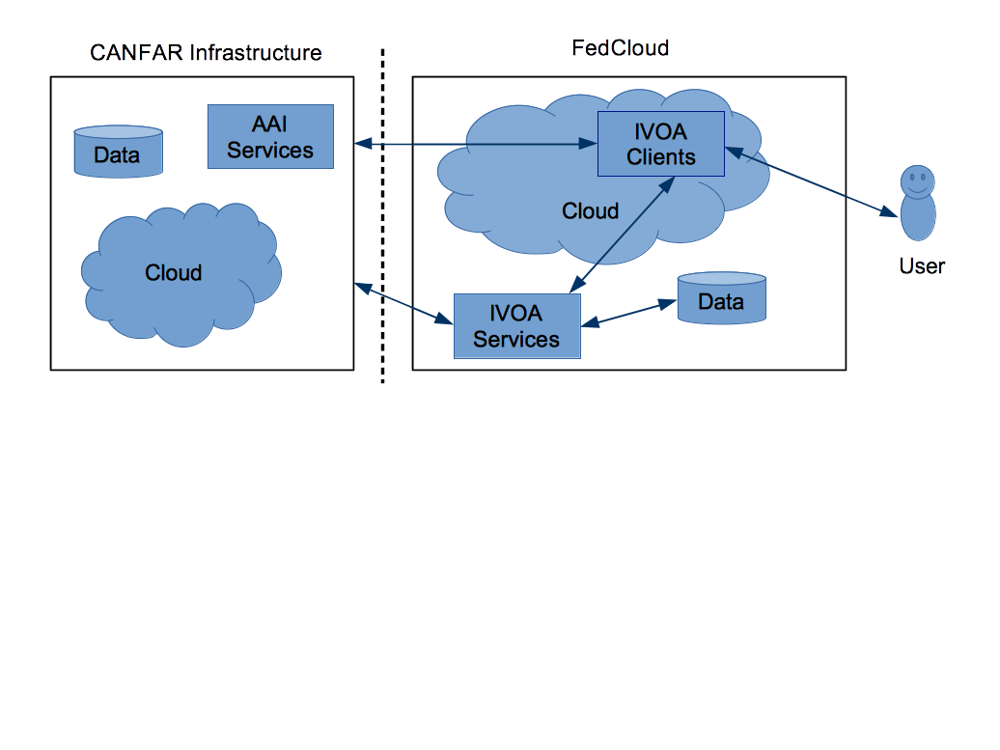 CANFAR Infrastructure
FedCloud
AAI
Services
Data
Cloud
IVOA
Clients
Cloud
IVOA
Services
Data
User